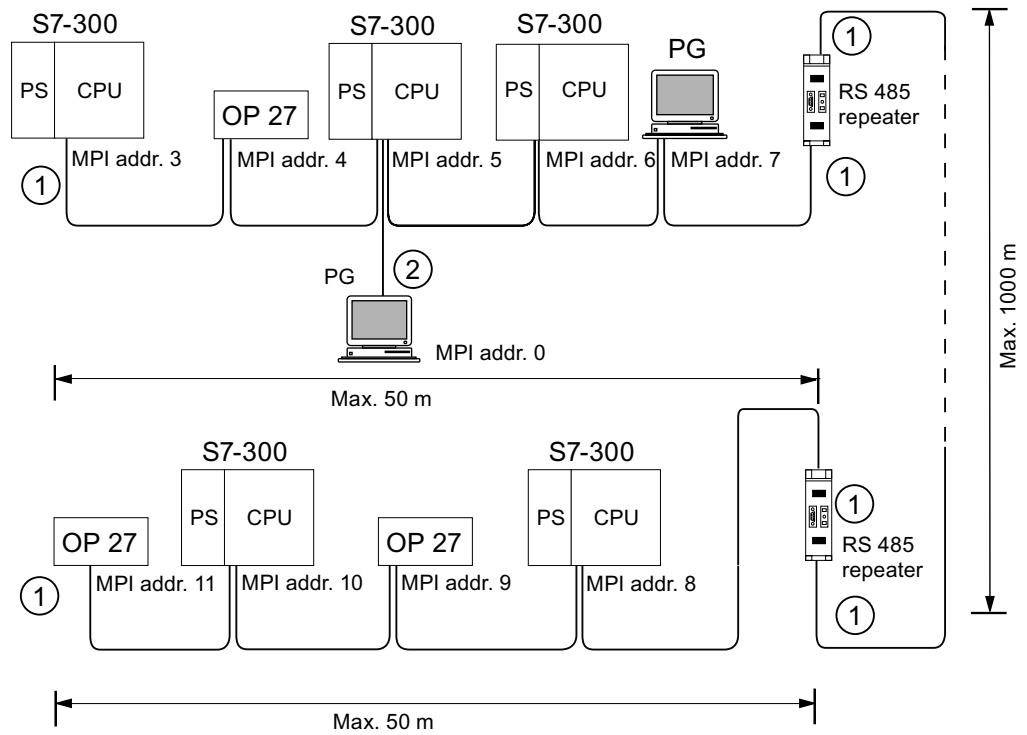 S7-300
S7-300
S7-300
PG
1
PS
CPU
OP 27
PS
CPU
PS
CPU
RS 485
repeater
MPI addr. 3
MPI addr. 4
MPI addr. 5
MPI addr. 6
MPI addr. 7
1
1
PG
2
MPI addr. 0
Max. 1000 m
Max. 50 m
S7-300
S7-300
OP 27
PS
CPU
OP 27
PS
CPU
1
RS 485
repeater
MPI addr. 11
MPI addr. 10
MPI addr. 9
MPI addr. 8
1
1
Max. 50 m